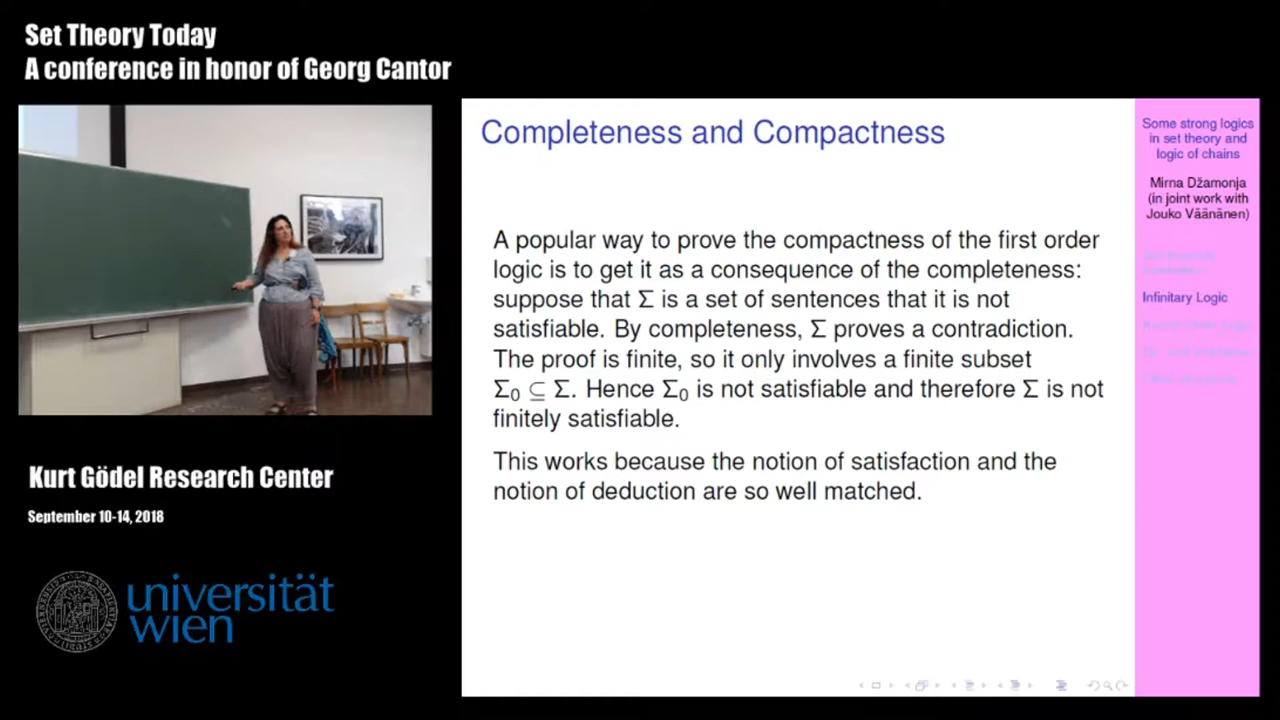 Set Theory Today
A conference in honor of Georg Cantor
Kurt Gödel Research Center
September 10-14, 2018
universität
wien
Completeness and Compactness
A popular way to prove the compactness of the first order
logic is to get it as a consequence of the completeness:
suppose that Σ is a set of sentences that it is not
satisfiable. By completeness, Σ proves a contradiction.
The proof is finite, so it only involves a finite subset
Σ₀ ⊆ Σ. Hence Σ₀ is not satisfiable and therefore Σ is not
finitely satisfiable.
This works because the notion of satisfaction and the
notion of deduction are so well matched.
Some strong logics
in set theory and
logic of chains
Mirna Džamonja
(in joint work with
Jouko Väänänen)
Infinitary Logic